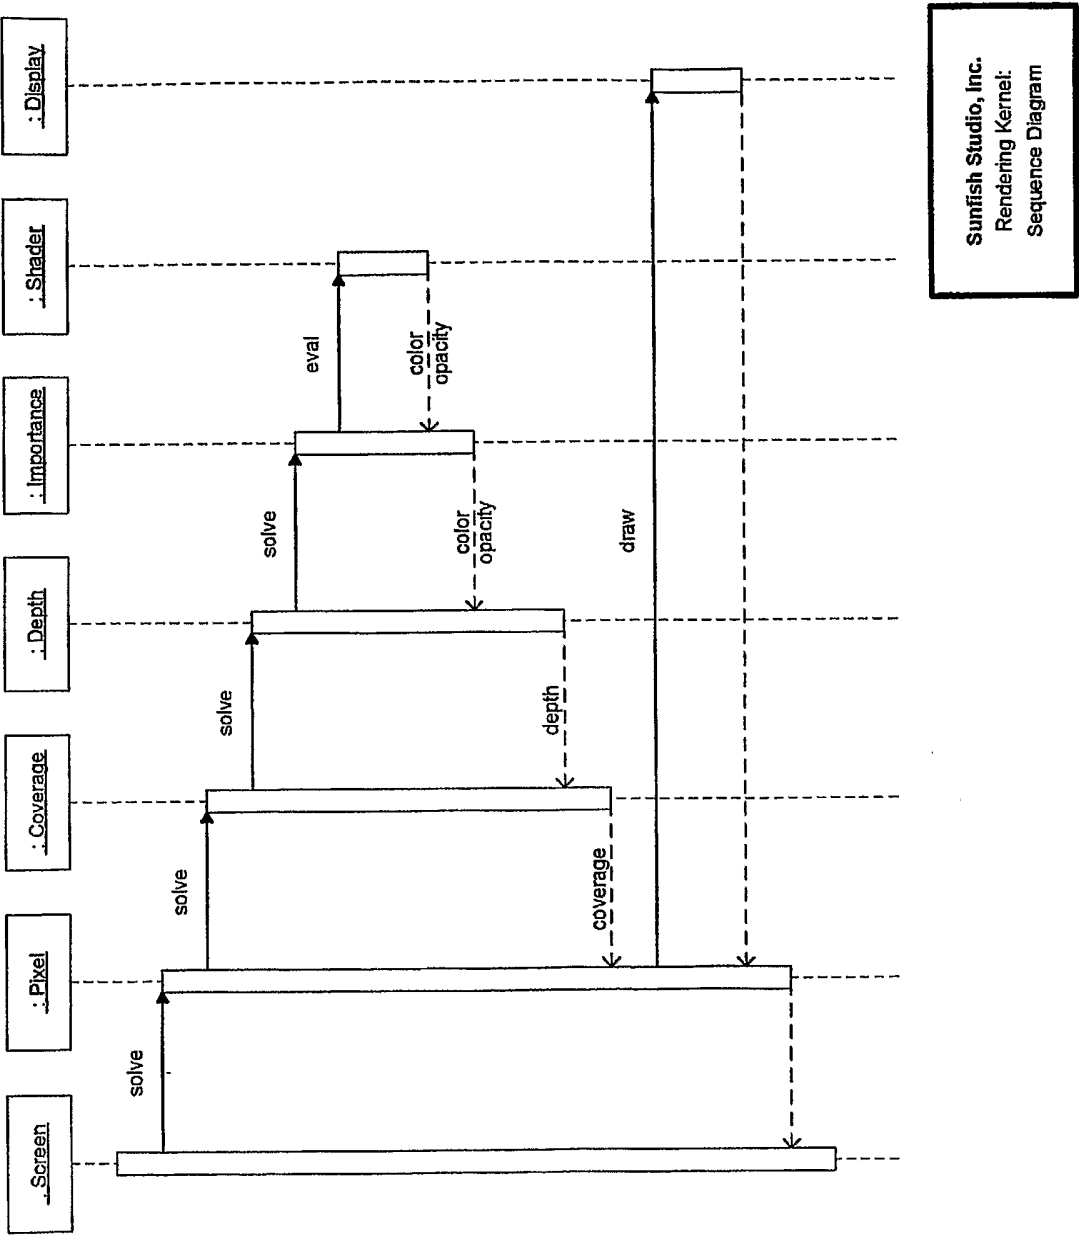 : Screen
: Pixel
: Coverage
: Depth
: Importance
: Shader
: Display
solve
solve
solve
solve
eval
color
opacity
color
opacity
depth
coverage
draw
Sunfish Studio, Inc.
Rendering Kernel:
Sequence Diagram